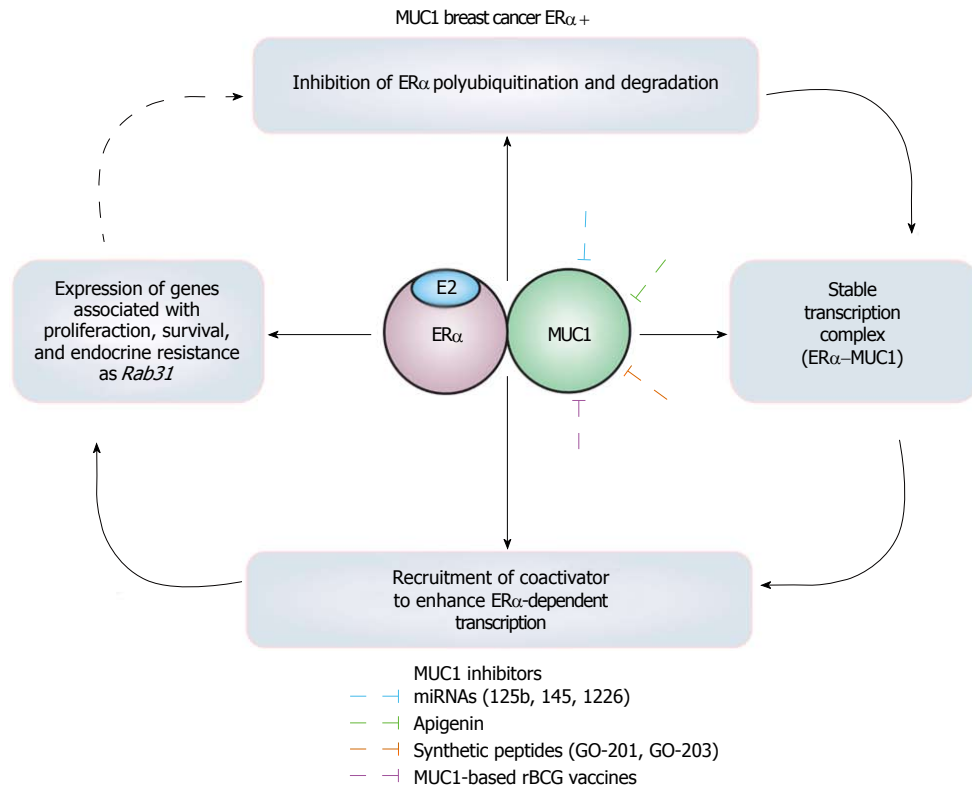 MUC1 breast cancer ERα +
Inhibition of ERα polyubiquitination and degradation
Expression of genes
associated with
proliferaction, survival,
and endocrine resistance
as Rab31
E2
ERα
MUC1
Stable
transcription
complex
(ERα–MUC1)
Recruitment of coactivator
to enhance ERα-dependent
transcription
MUC1 inhibitors
miRNAs (125b, 145, 1226)
Apigenin
Synthetic peptides (GO-201, GO-203)
MUC1-based rBCG vaccines